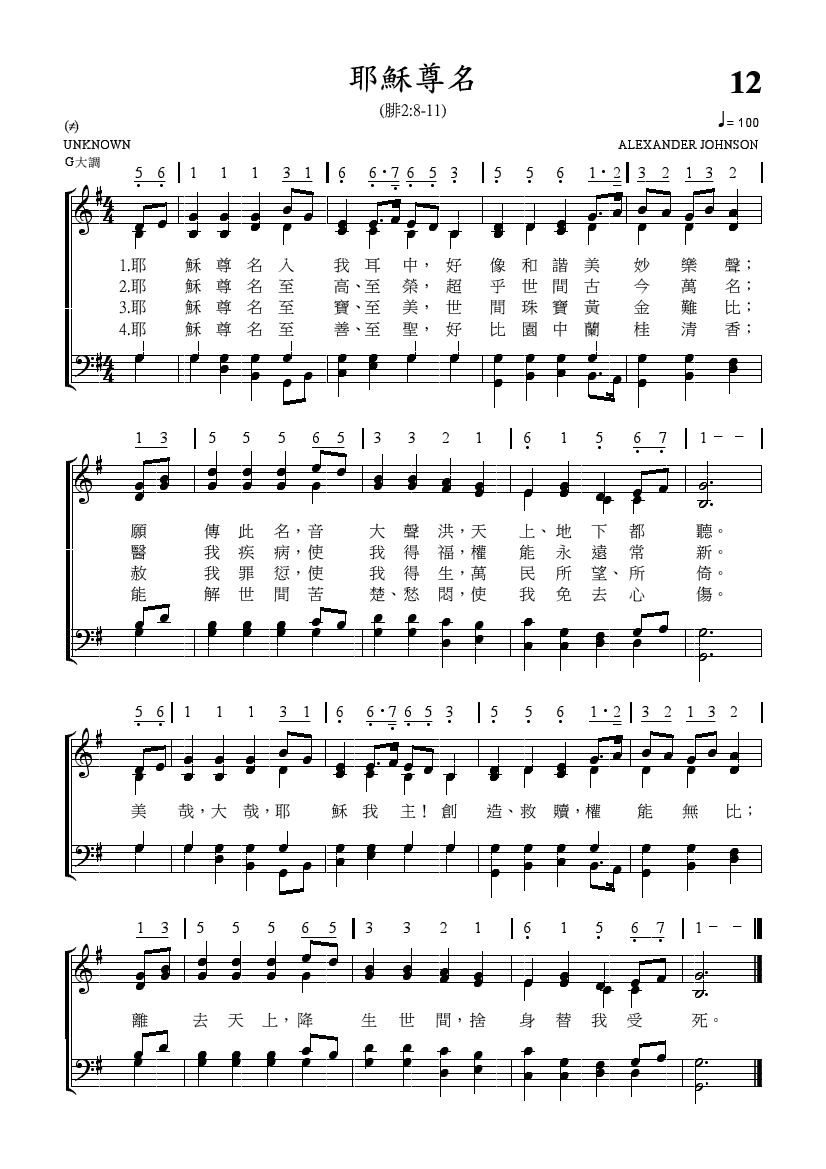 耶穌尊名
12
(腓2:8-11)
(≠)
♩= 100
UNKNOWN
ALEXANDER JOHNSON
G大調
5 6 | 1 1 1 3 1 | 6 6·7 6 5 3 | 5 5 6 1·2 | 3 2 1 3 2 |
4 4
1.耶 穌 尊 名 入 我 耳 中，好 像 和 諧 美 妙 樂 聲；
2.耶 穌 尊 名 至 高、至 榮，超 乎 世 間 古 今 萬 名；
3.耶 穌 尊 名 至 寶、至 美，世 間 珠 寶 黃 金 難 比；
4.耶 穌 尊 名 至 善、至 聖，好 比 園 中 蘭 桂 清 香；
4 4
1 3 | 5 5 5 6 5 | 3 3 2 1 | 6 1 5 6 7 | 1 - - |
願 傳 此 名，音 大 聲 洪，天 上、地 下 都 聽。
醫 我 疾 病，使 我 得 福，權 能 永 遠 常 新。
赦 我 罪 愆，使 我 得 生，萬 民 所 望、所 倚。
能 解 世 間 苦 楚、愁 悶，使 我 免 去 心 傷。
5 6 | 1 1 1 3 1 | 6 6·7 6 5 3 | 5 5 6 1·2 | 3 2 1 3 2 |
美 哉，大 哉，耶 穌 我 主！創 造、救 贖，權 能 無 比；
1 3 | 5 5 5 6 5 | 3 3 2 1 | 6 1 5 6 7 | 1 - - |
離 去 天 上，降 生 世 間，捨 身 替 我 受 死。